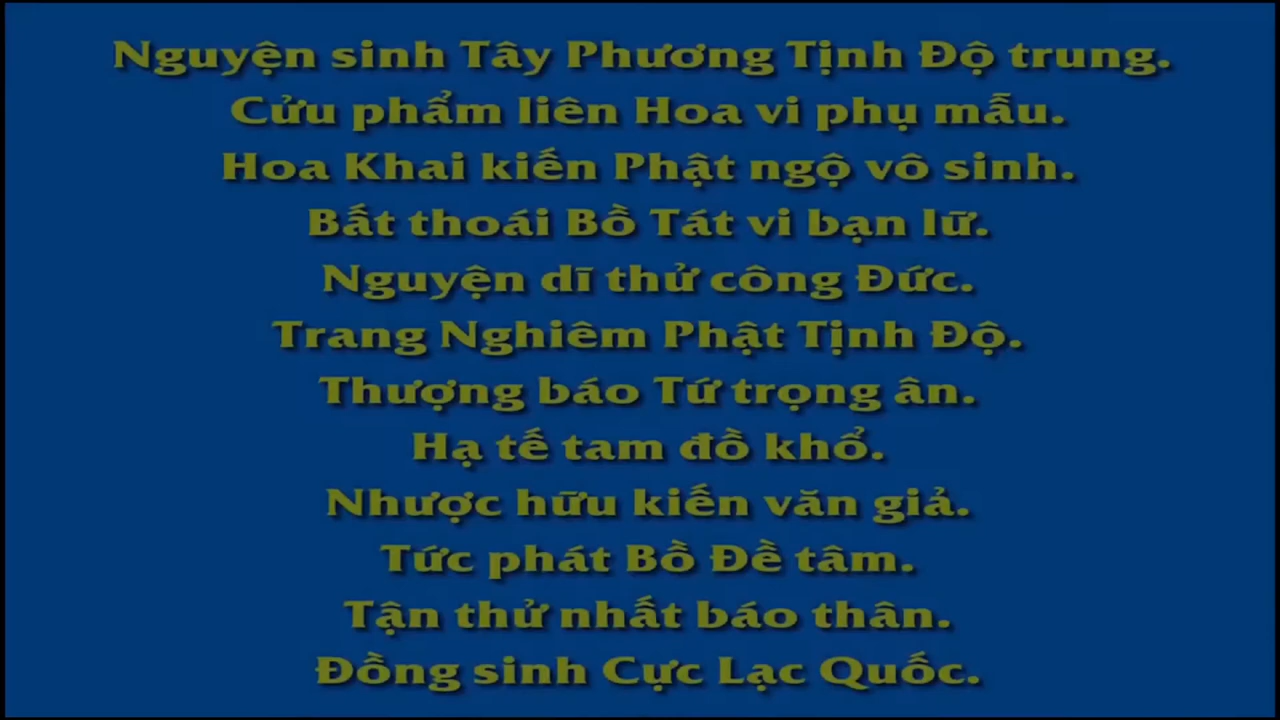 Nguyện sinh Tây Phương Tịnh Độ trung.
Cửu phẩm liên Hoa vi phụ mẫu.
Hoa Khai kiến Phật ngộ vô sinh.
Bất thoái Bồ Tát vi bạn lữ.
Nguyện dĩ thử công Đức.
Trang Nghiêm Phật Tịnh Độ.
Thượng báo Tứ trọng ân.
Hạ tế tam đồ khổ.
Nhược hữu kiến văn giả.
Tức phát Bồ Đề tâm.
Tận thử nhất báo thân.
Đồng sinh Cực Lạc Quốc.